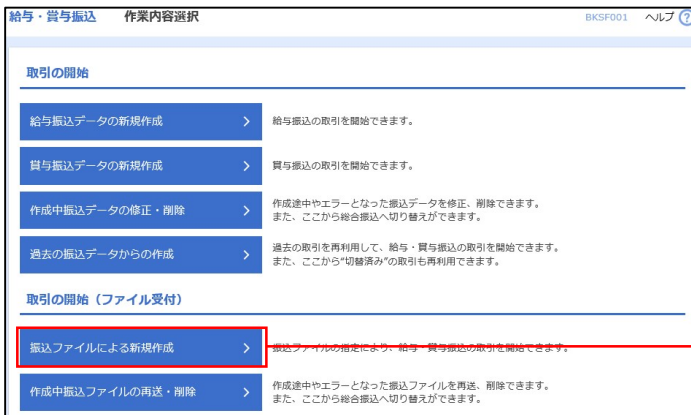 給与・賞与振込 作業内容選択 BKSF001 ヘルプ ?
取引の開始
給与振込データの新規作成 > 給与振込の取引を開始できます。
賞与振込データの新規作成 > 賞与振込の取引を開始できます。
作成中振込データの修正・削除 > 作成途中やエラーとなった振込データを修正、削除できます。
また、ここから総合振込へ切り替えができます。
過去の振込データからの作成 > 過去の取引を再利用して、給与・賞与振込の取引を開始できます。
また、ここから“切替済み”の取引も再利用できます。
取引の開始（ファイル受付）
振込ファイルによる新規作成 > 振込ファイルの指定により、給与・賞与振込の取引を開始できます。
作成中振込ファイルの再送・削除 > 作成途中やエラーとなった振込ファイルを再送、削除できます。
また、ここから総合振込へ切り替えができます。